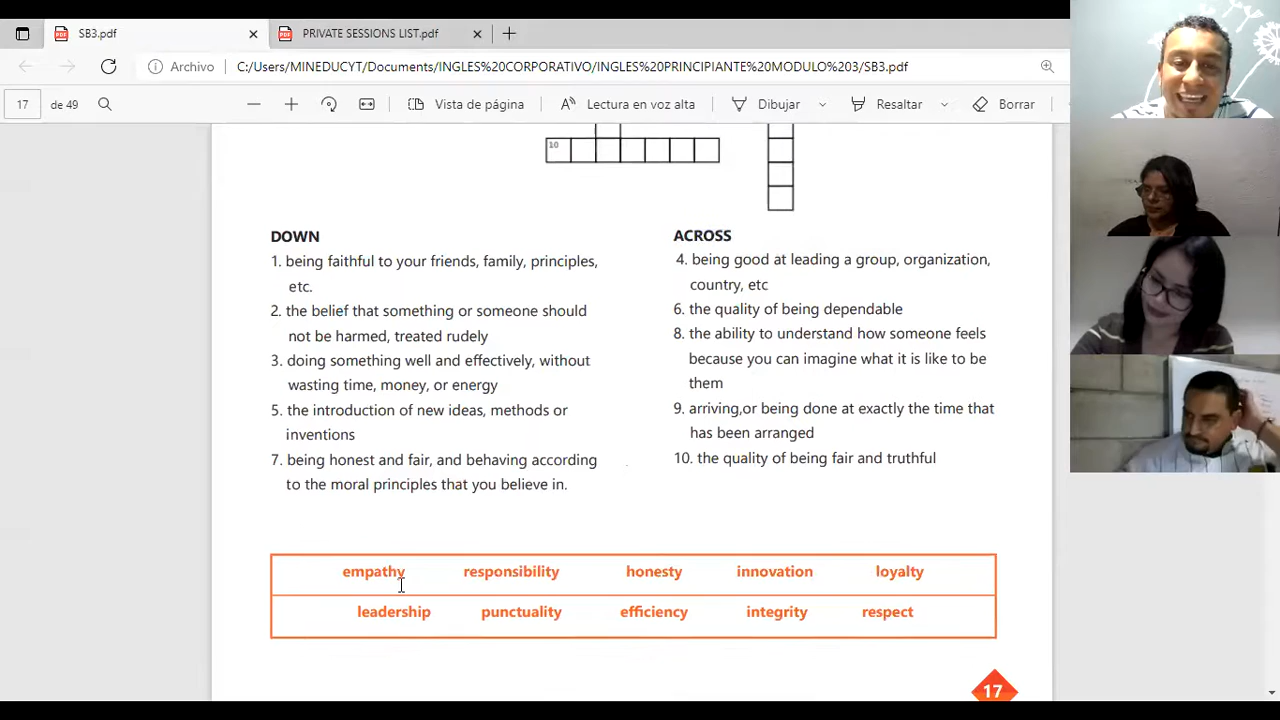 SB3.pdf
PRIVATE SESSIONS LIST.pdf
Archivo
C:/Users/MINEDUCYT/Documents/INGLES%20CORPORATIVO/INGLES%20PRINCIPIANTE%20MODULO%203/SB3.pdf
17 de 49
Vista de página
Lectura en voz alta
Dibujar
Resaltar
Borrar
10
DOWN
1. being faithful to your friends, family, principles,
etc.
2. the belief that something or someone should
not be harmed, treated rudely
3. doing something well and effectively, without
wasting time, money, or energy
5. the introduction of new ideas, methods or
inventions
7. being honest and fair, and behaving according
to the moral principles that you believe in.
ACROSS
4. being good at leading a group, organization,
country, etc
6. the quality of being dependable
8. the ability to understand how someone feels
because you can imagine what it is like to be
them
9. arriving,or being done at exactly the time that
has been arranged
10. the quality of being fair and truthful
empathy responsibility honesty innovation loyalty
leadership punctuality efficiency integrity respect
17